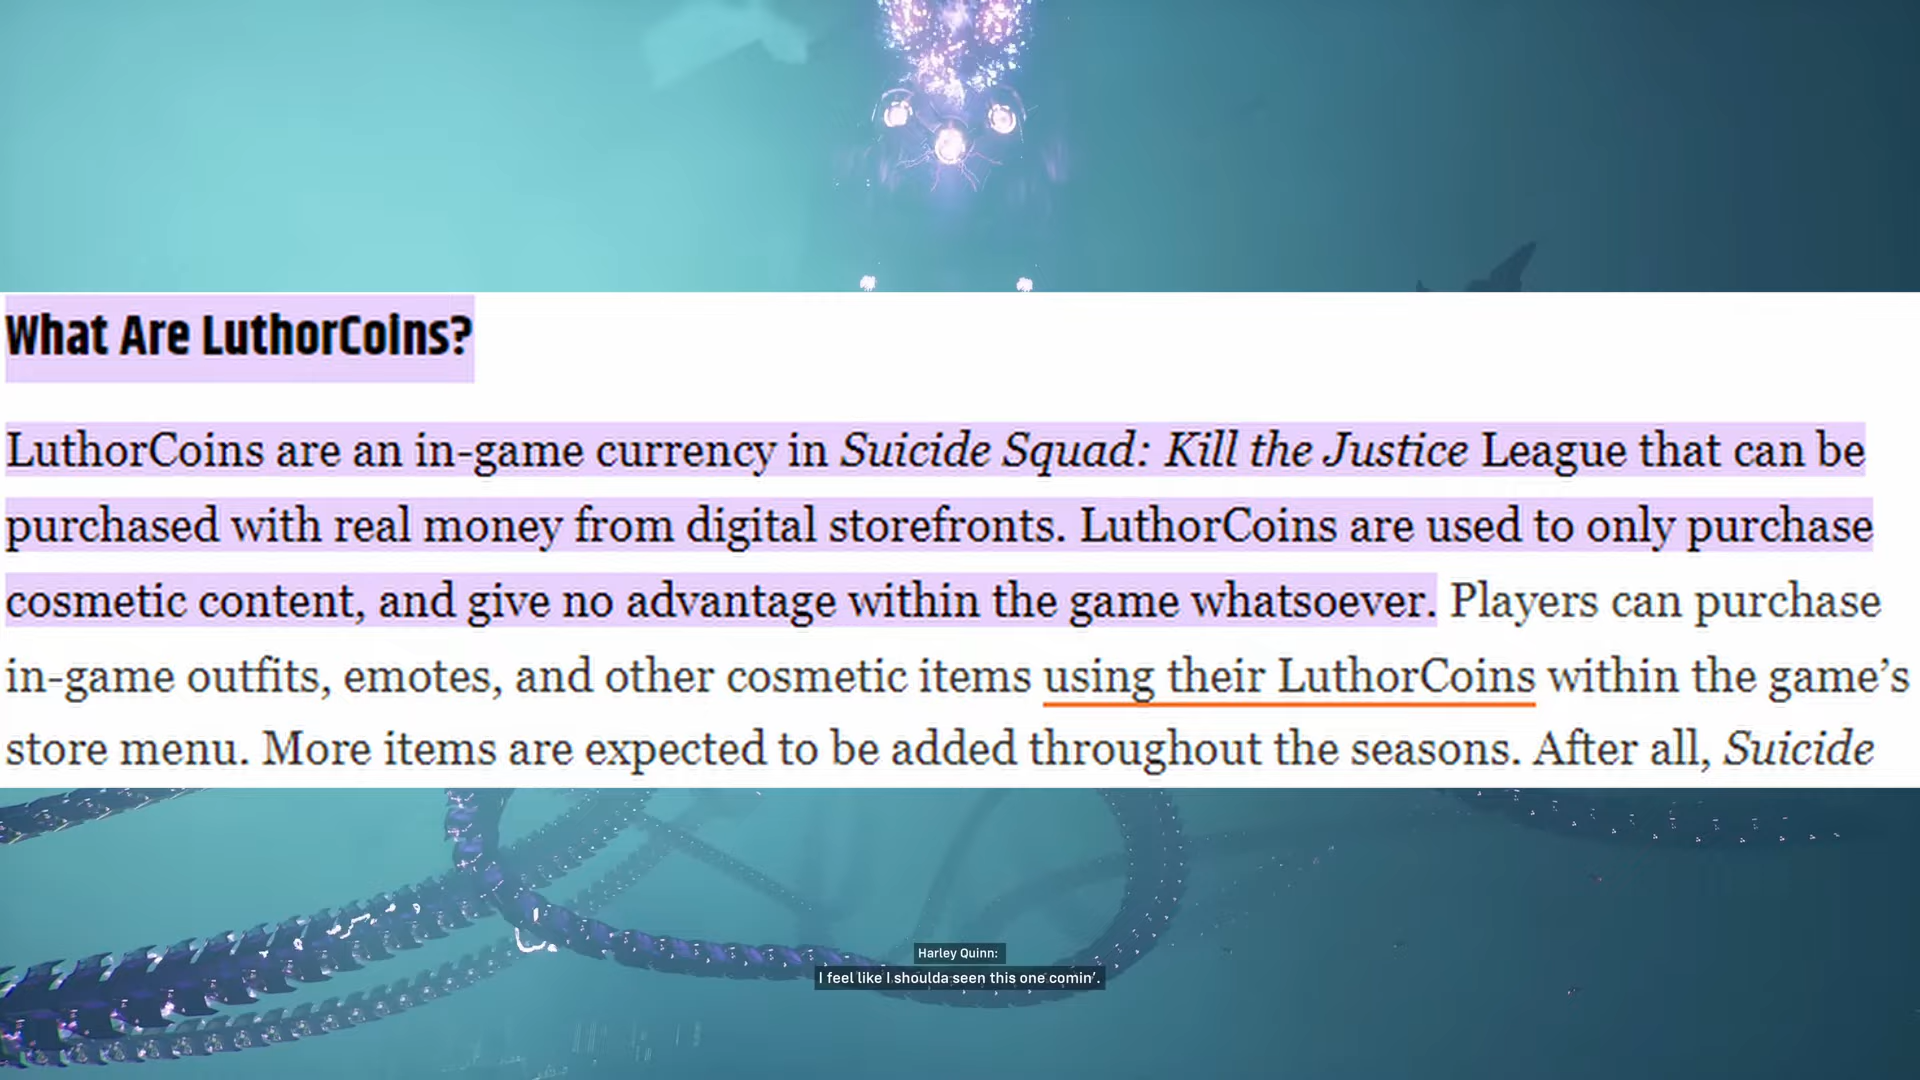 What Are LuthorCoins?
LuthorCoins are an in-game currency in Suicide Squad: Kill the Justice League that can be
purchased with real money from digital storefronts. LuthorCoins are used to only purchase
cosmetic content, and give no advantage within the game whatsoever. Players can purchase
in-game outfits, emotes, and other cosmetic items using their LuthorCoins within the game’s
store menu. More items are expected to be added throughout the seasons. After all, Suicide
Harley Quinn:
I feel like I shoulda seen this one comin’.